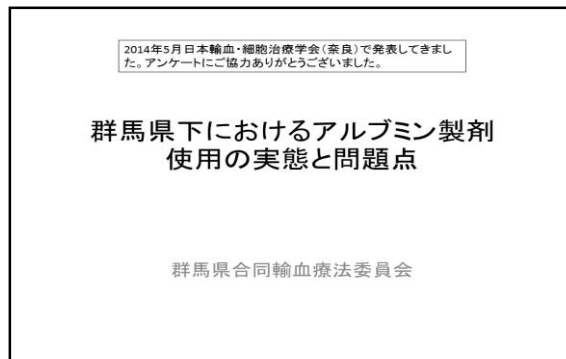 2014年5月日本輸血・細胞治療学会(奈良)で発表してきまし
た。アンケートにご協力ありがとうございました。
群馬県下におけるアルブミン製剤
使用の実態と問題点
群馬県合同輸血療法委員会